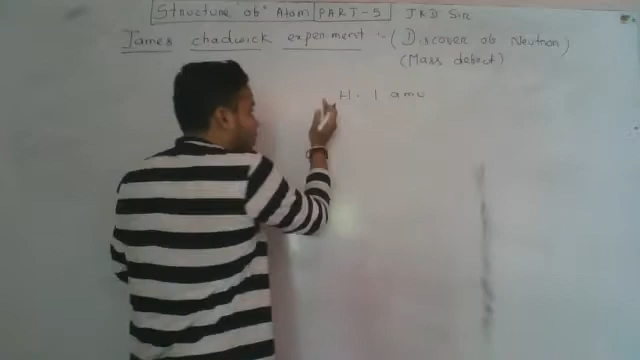 Structure of Atom PART-5 JKD Sir
James chadwick experiment :- (Discover of Neutron)
(Mass defect)
H. 1 amu